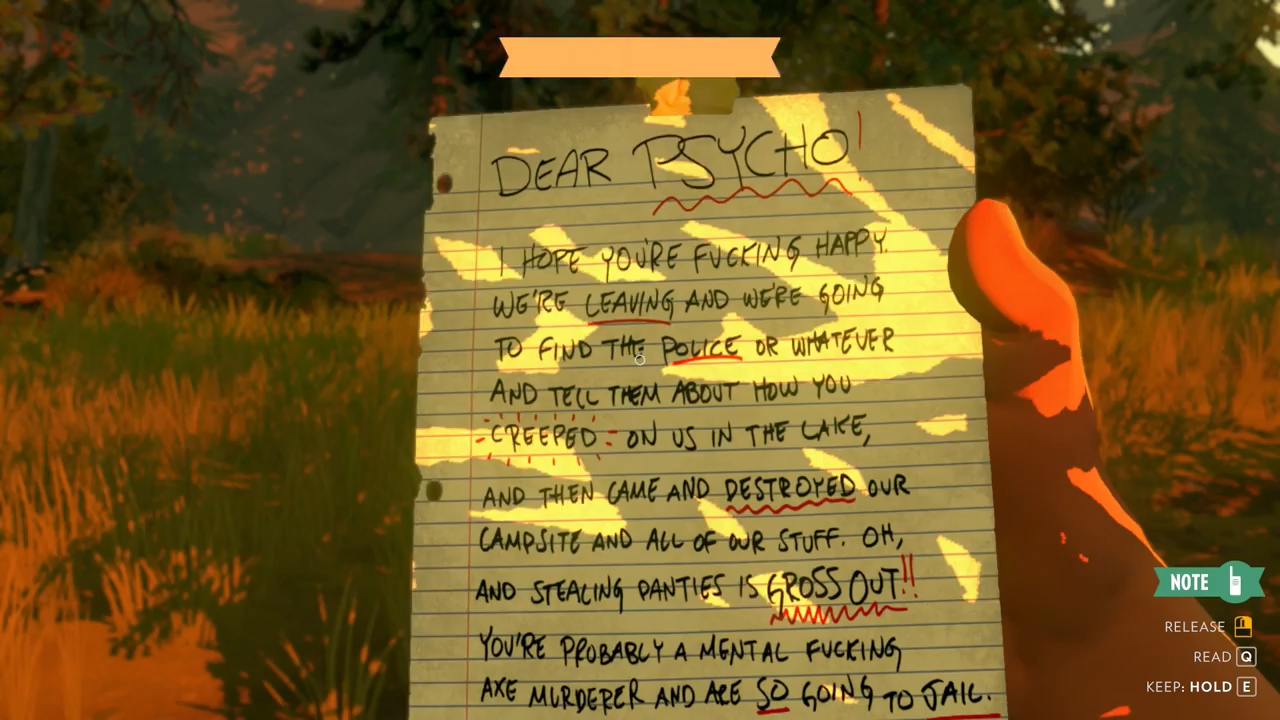 DEAR PSYCHO!
I HOPE YOU'RE FUCKING HAPPY.
WE'RE LEAVING AND WE'RE GOING
TO FIND THE POLICE OR WHATEVER
AND TELL THEM ABOUT HOW YOU
CREEPED ON US IN THE LAKE,
AND THEN CAME AND DESTROYED OUR
CAMPSITE AND ALL OF OUR STUFF. OH,
AND STEALING PANTIES IS GROSS OUT!!
YOU'RE PROBABLY A MENTAL FUCKING
AXE MURDERER AND ARE SO GOING TO JAIL.
NOTE
RELEASE
READ Q
KEEP: HOLD E